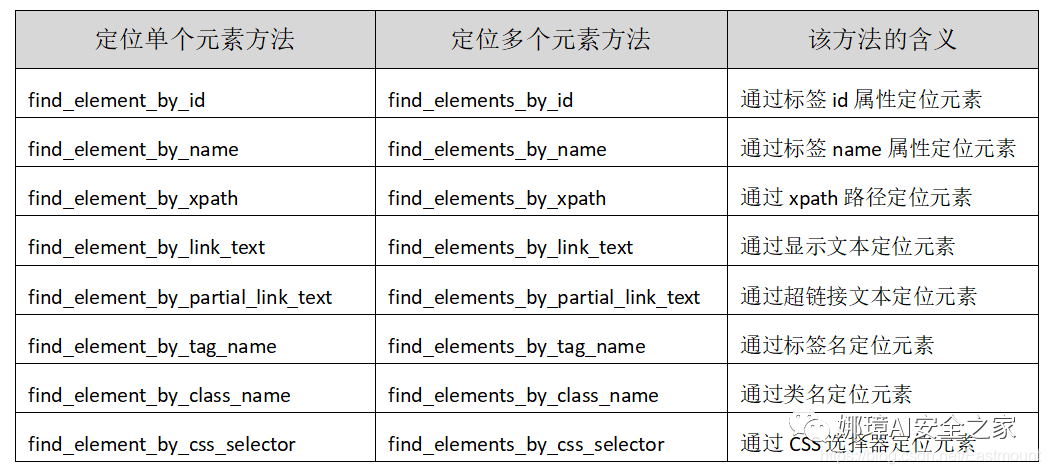 定位单个元素方法 定位多个元素方法 该方法的含义
find_element_by_id find_elements_by_id 通过标签 id 属性定位元素
find_element_by_name find_elements_by_name 通过标签 name 属性定位元素
find_element_by_xpath find_elements_by_xpath 通过 xpath 路径定位元素
find_element_by_link_text find_elements_by_link_text 通过显示文本定位元素
find_element_by_partial_link_text find_elements_by_partial_link_text 通过超链接文本定位元素
find_element_by_tag_name find_elements_by_tag_name 通过标签名定位元素
find_element_by_class_name find_elements_by_class_name 通过类名定位元素
娜璋AI安全之家
find_element_by_css_selector find_elements_by_css_selector 通过 CSS 选择器定位元素
https://blog.csdn.net/Eastmount